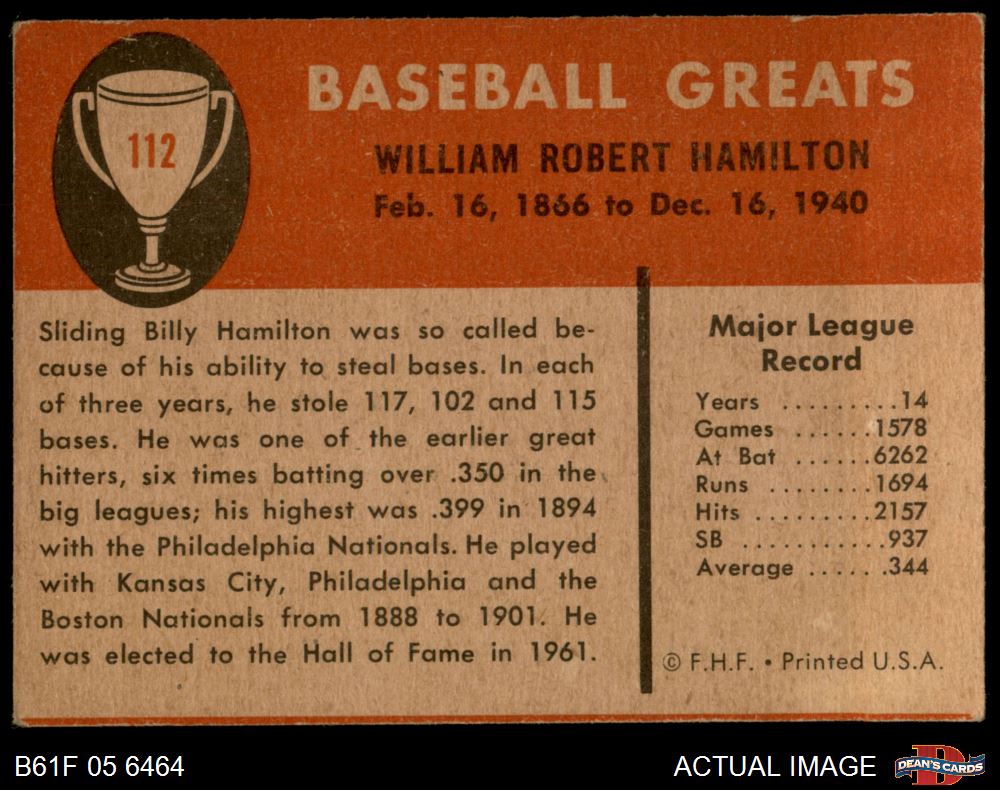 112
BASEBALL GREATS
WILLIAM ROBERT HAMILTON
Feb. 16, 1866 to Dec. 16, 1940
Sliding Billy Hamilton was so called be-
cause of his ability to steal bases. In each
of three years, he stole 117, 102 and 115
bases. He was one of the earlier great
hitters, six times batting over .350 in the
big leagues; his highest was .399 in 1894
with the Philadelphia Nationals. He played
with Kansas City, Philadelphia and the
Boston Nationals from 1888 to 1901. He
was elected to the Hall of Fame in 1961.
Major League
Record
Years .........14
Games ......1578
At Bat ......6262
Runs ........1694
Hits .........2157
SB ...........937
Average ......344
© F.H.F. • Printed U.S.A.
B61F 05 6464
ACTUAL IMAGE
D
DEAN'S CARDS